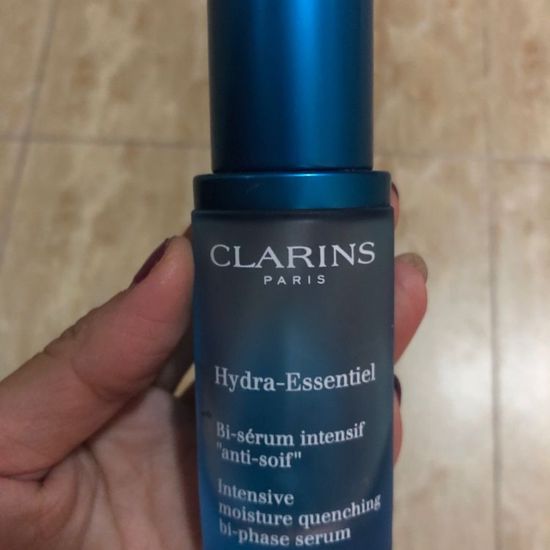 CLARINS
PARIS
Hydra-Essentiel
Bi-sérum intensif
"anti-soif"
Intensive
moisture quenching
bi-phase serum